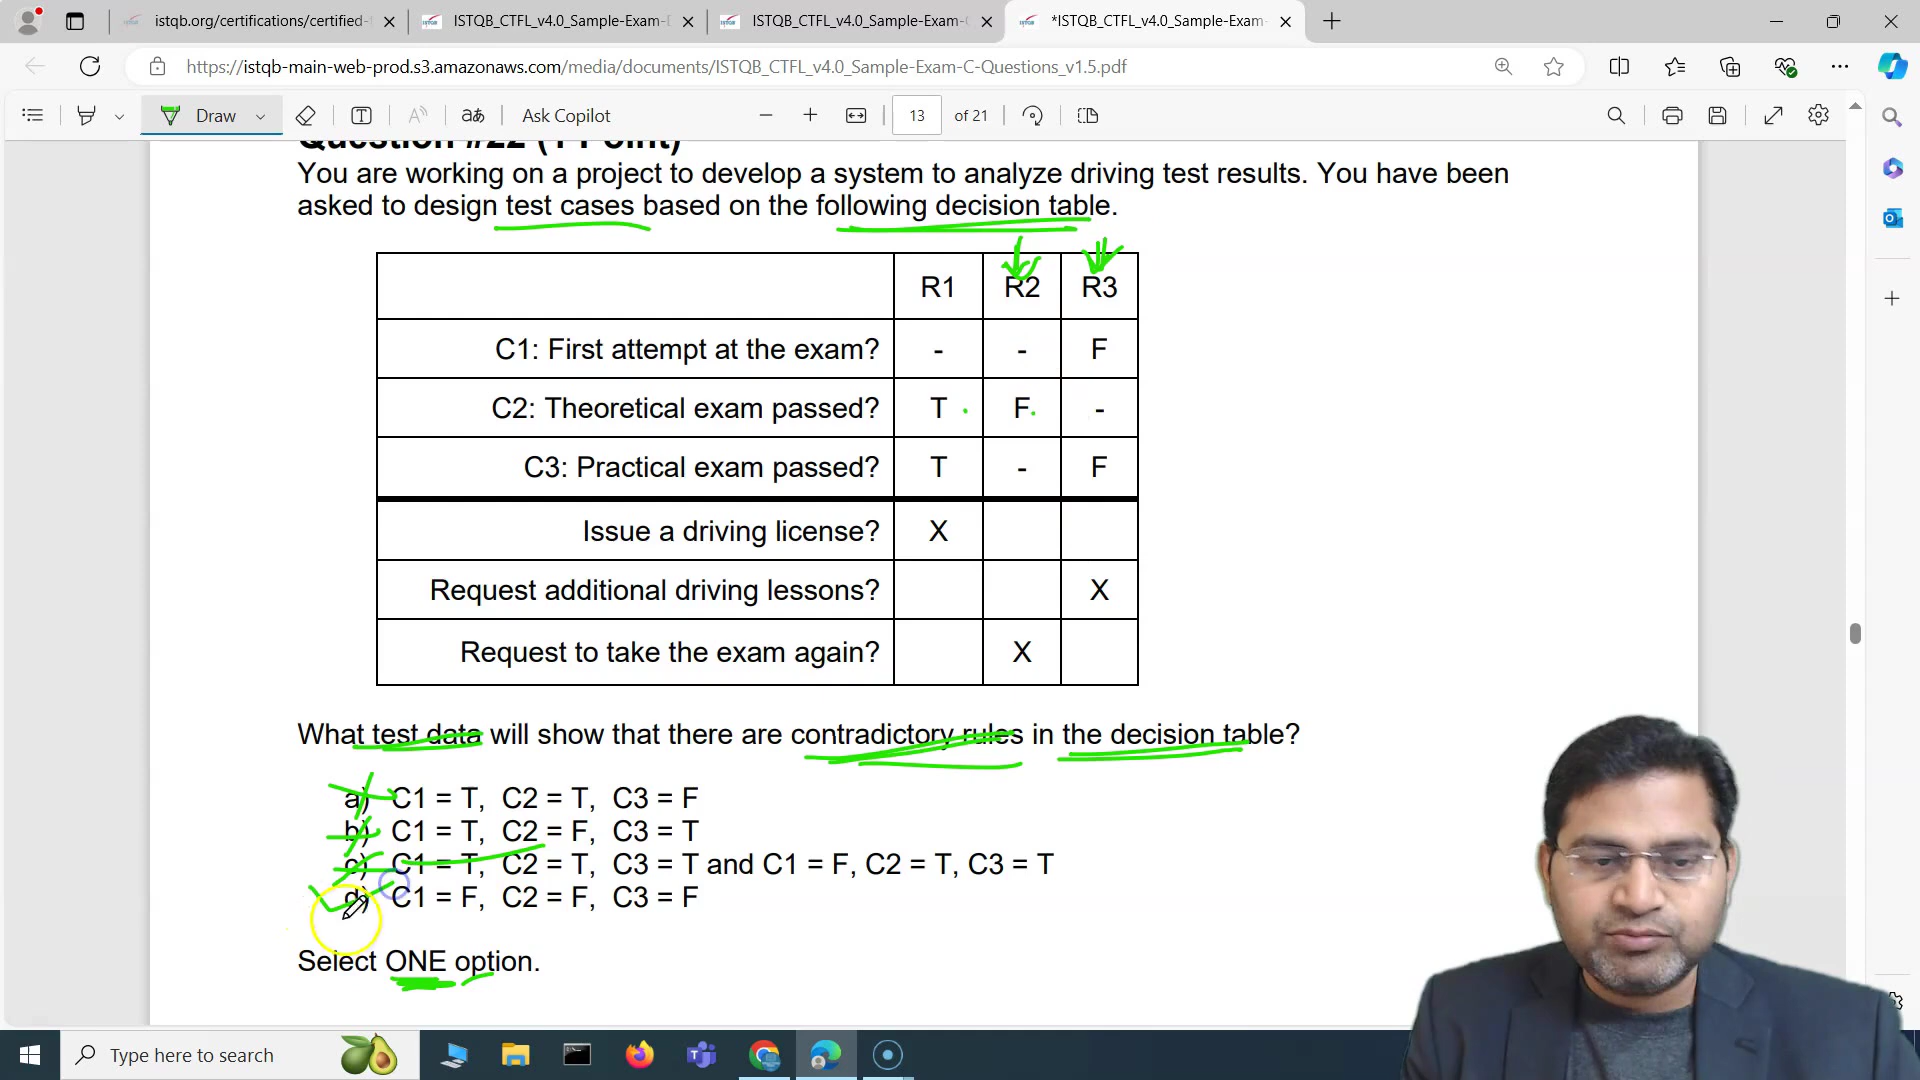 istqb.org/certifications/certified-
ISTQB_CTFL_v4.0_Sample-Exam-
ISTQB_CTFL_v4.0_Sample-Exam-
*ISTQB_CTFL_v4.0_Sample-Exam-
https://istqb-main-web-prod.s3.amazonaws.com/media/documents/ISTQB_CTFL_v4.0_Sample-Exam-C-Questions_v1.5.pdf
Draw
Ask Copilot
13 of 21
Question #22 (1 Point)
You are working on a project to develop a system to analyze driving test results. You have been
asked to design test cases based on the following decision table.
R1 R2 R3
C1: First attempt at the exam? - - F
C2: Theoretical exam passed? T F -
C3: Practical exam passed? T - F
Issue a driving license? X
Request additional driving lessons? X
Request to take the exam again? X
What test data will show that there are contradictory rules in the decision table?
a) C1 = T, C2 = T, C3 = F
b) C1 = T, C2 = F, C3 = T
c) C1 = T, C2 = T, C3 = T and C1 = F, C2 = T, C3 = T
d) C1 = F, C2 = F, C3 = F
Select ONE option.
Type here to search